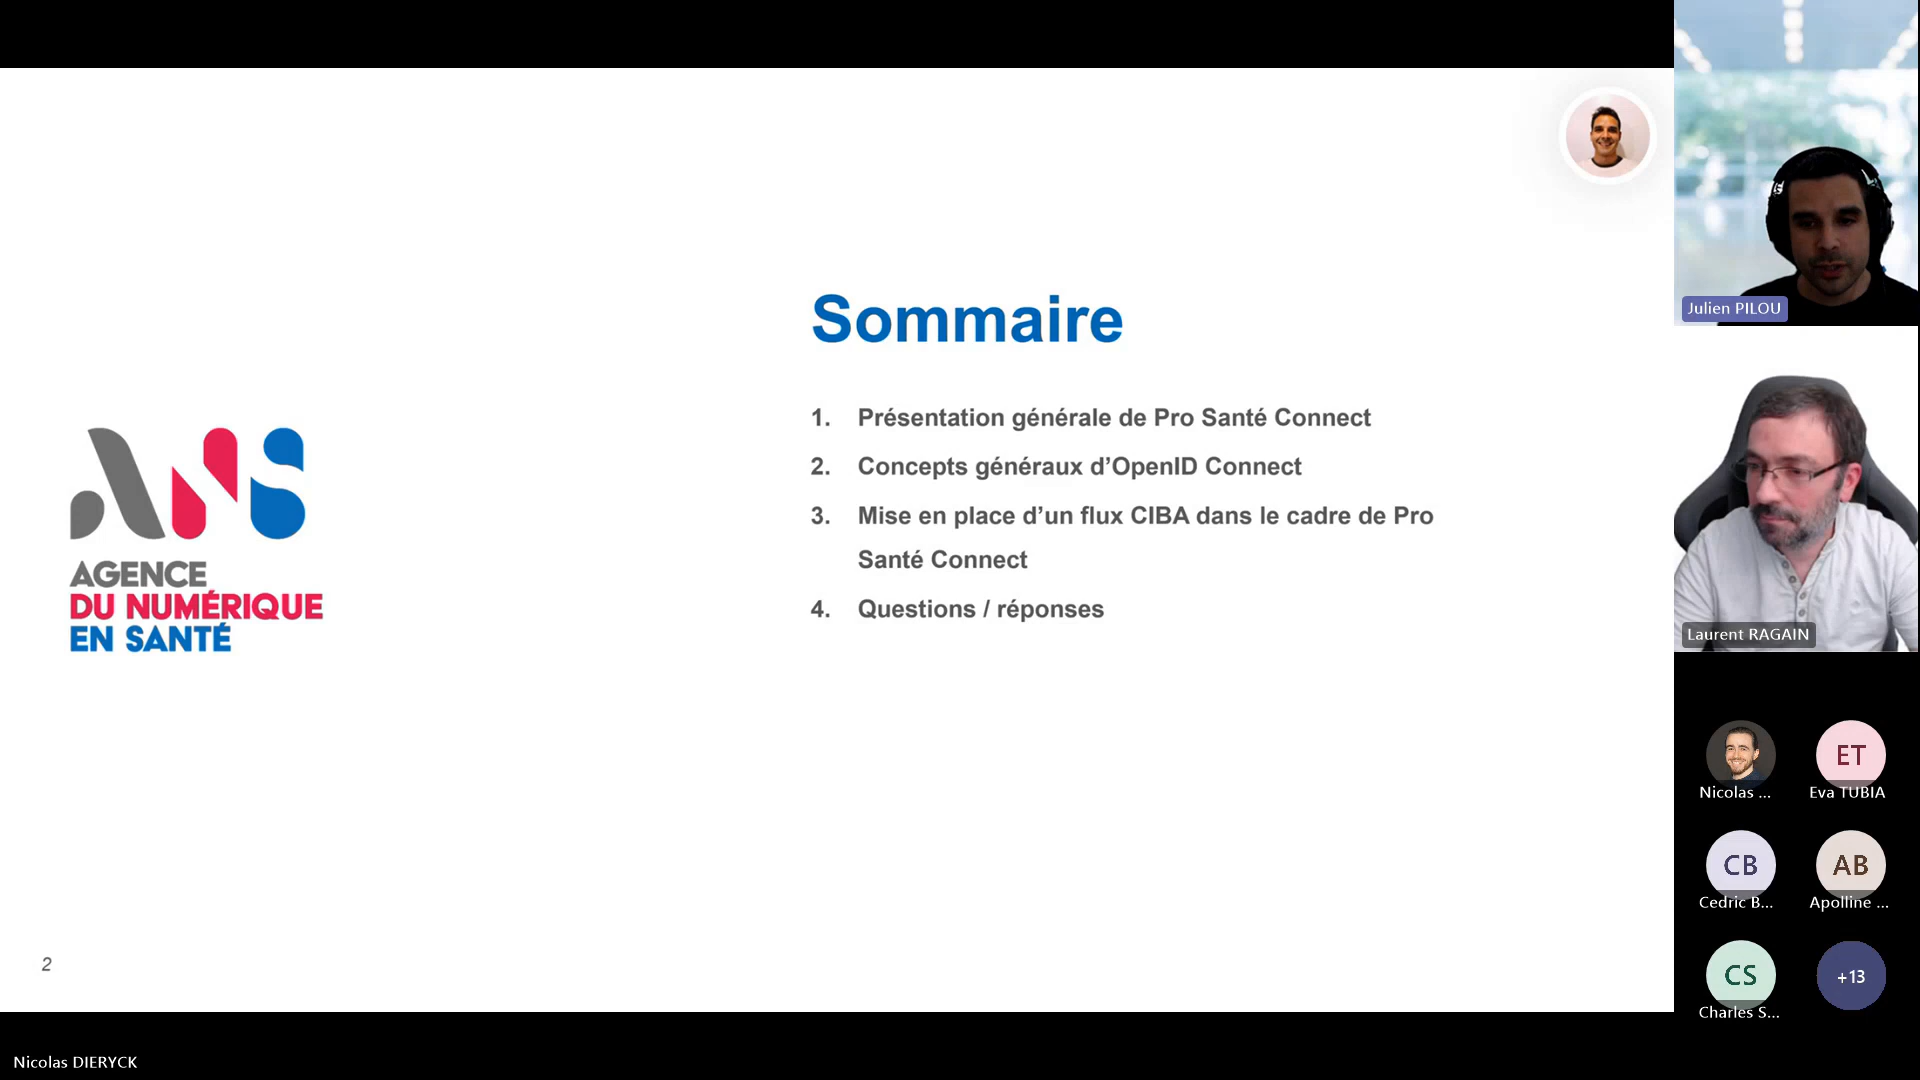 Sommaire
1. Présentation générale de Pro Santé Connect
2. Concepts généraux d’OpenID Connect
3. Mise en place d’un flux CIBA dans le cadre de Pro
Santé Connect
4. Questions / réponses
ANS
AGENCE
DU NUMÉRIQUE
EN SANTÉ
2
Nicolas DIERYCK
Julien PILOU
Laurent RAGAIN
Nicolas ...
ET
Eva TUBIA
CB
Cedric B...
AB
Apolline ...
CS
Charles S...
+13